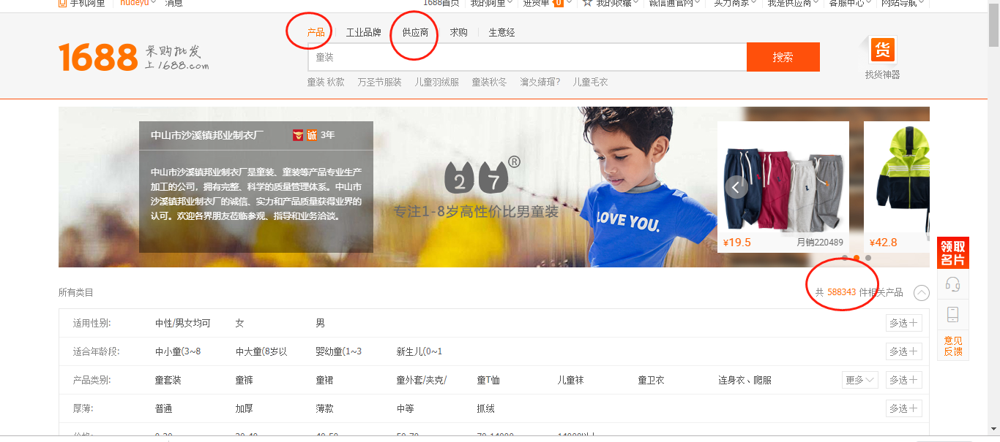 手机阿里 hudeyu 消息 1688首页 我的阿里 进货单 0 我的收藏 诚信通官网 实力商家 我是供应商 客服中心 网站导航
产品 工业品牌 供应商 求购 生意经
1688 采购批发 上1688.com
童装 搜索
货
找货神器
童装 秋款 万圣节服装 儿童羽绒服 童装秋冬 儿童毛衣
中山市沙溪镇邦业制衣厂 诚 3年
中山市沙溪镇邦业制衣厂是童装、童装等产品专业生产
加工的公司，拥有完整、科学的质量管理体系。中山市
沙溪镇邦业制衣厂的诚信、实力和产品质量获得业界的
认可。欢迎各界朋友莅临参观、指导和业务洽谈。
27®
专注1-8岁高性价比男童装
LOVE YOU.
¥19.5 月销220489 ¥42.8
领取
名片
所有类目 共 588343 件相关产品
适用性别: 中性/男女均可 女 男 多选
适合年龄段: 中小童(3~8 中大童(8岁以 婴幼童(1~3 新生儿(0~1 多选
意见
反馈
产品类别: 童套装 童裤 童裙 童外套/夹克/ 童T恤 儿童袜 童卫衣 连身衣、爬服 更多 多选
厚薄: 普通 加厚 薄款 中等 抓绒 多选